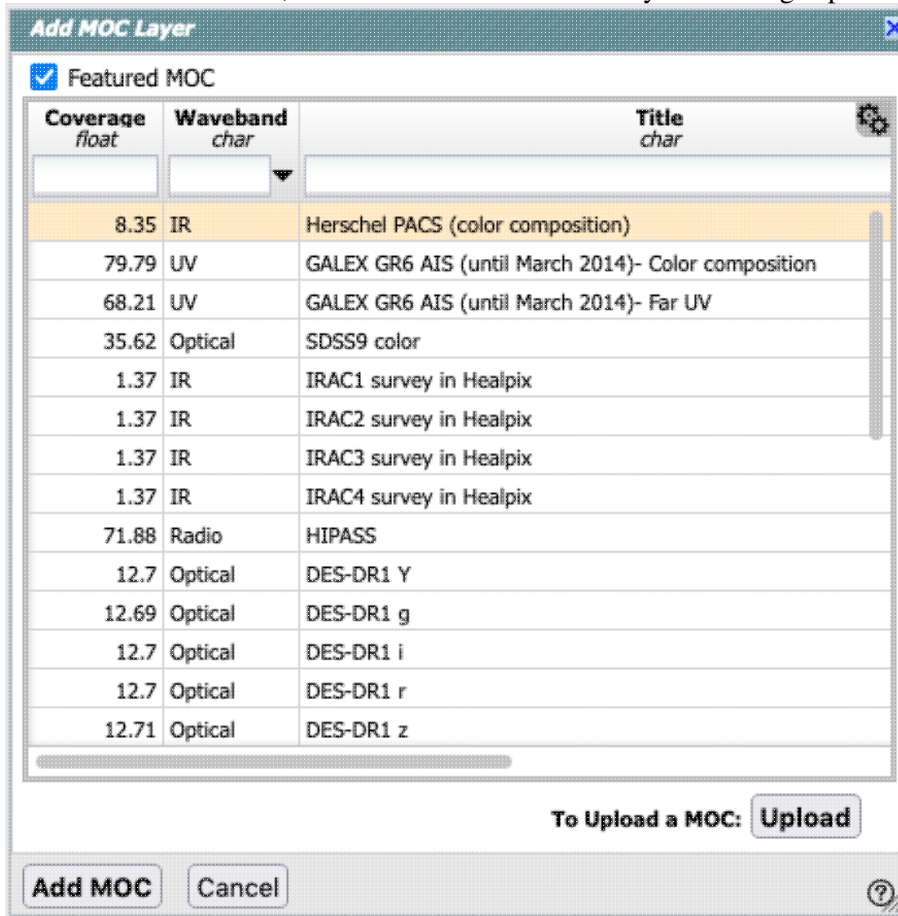 Add MOC Layer
Featured MOC
Coverage Waveband Title
float char char
8.35 IR Herschel PACS (color composition)
79.79 UV GALEX GR6 AIS (until March 2014)- Color composition
68.21 UV GALEX GR6 AIS (until March 2014)- Far UV
35.62 Optical SDSS9 color
1.37 IR IRAC1 survey in Healpix
1.37 IR IRAC2 survey in Healpix
1.37 IR IRAC3 survey in Healpix
1.37 IR IRAC4 survey in Healpix
71.88 Radio HIPASS
12.7 Optical DES-DR1 Y
12.69 Optical DES-DR1 g
12.7 Optical DES-DR1 i
12.7 Optical DES-DR1 r
12.71 Optical DES-DR1 z
To Upload a MOC: Upload
Add MOC Cancel